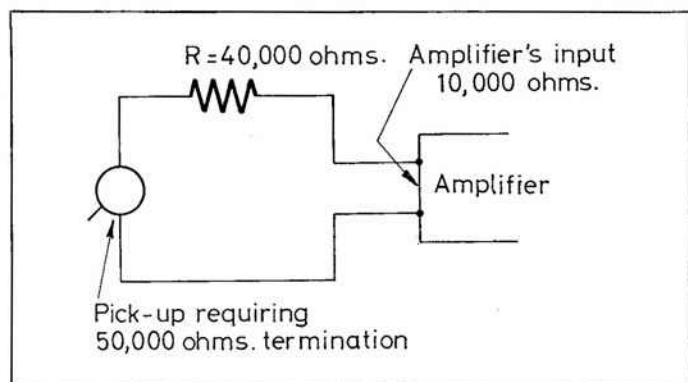 R=40,000 ohms.
Amplifier's input
10,000 ohms.
Amplifier
Pick-up requiring
50,000 ohms. termination